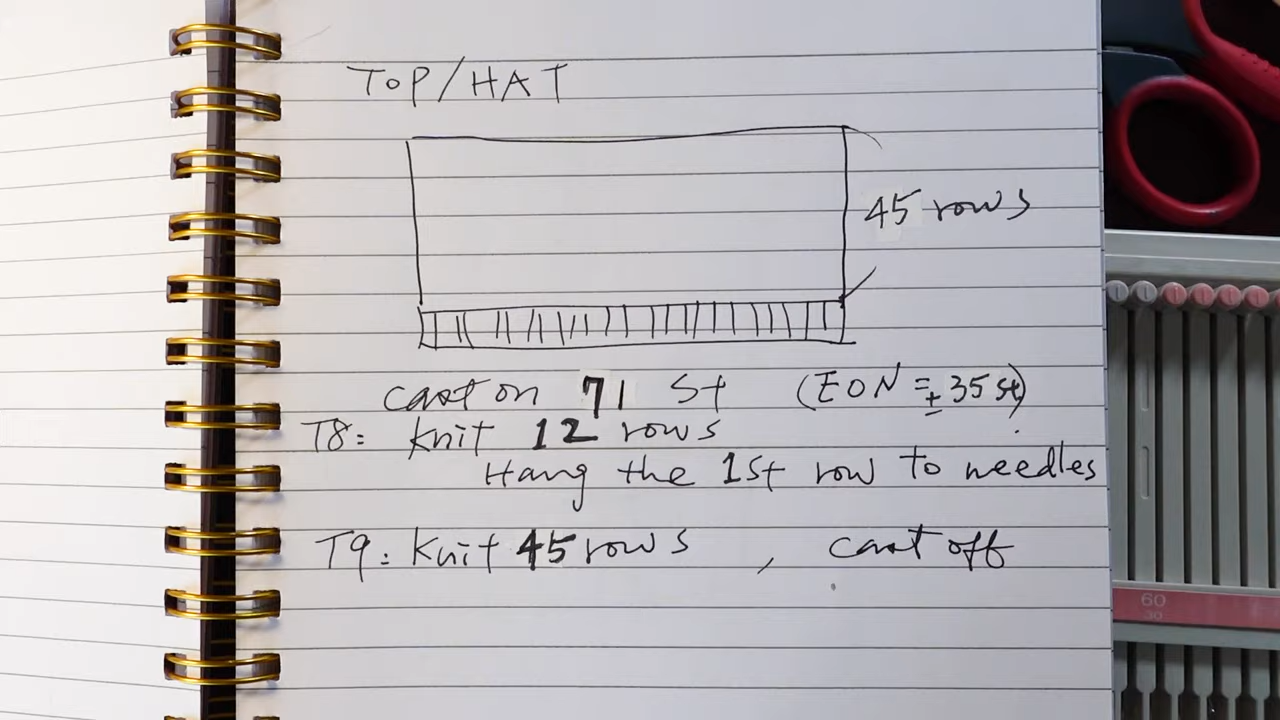 TOP/HAT
45 rows
cast on 71 st (EON = ± 35 st)
T8: Knit 12 rows
Hang the 1st row to needles
T9: Knit 45 rows , cast off
60
30